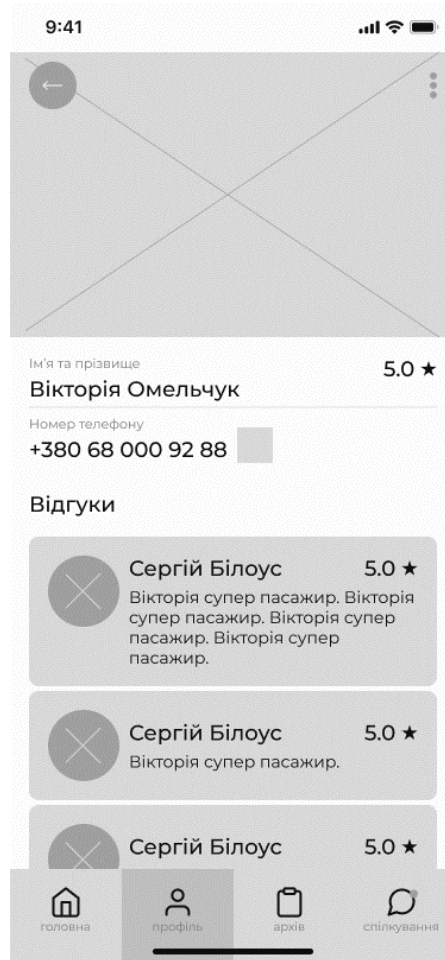 9:41
Ім'я та прізвище
5.0 ★
Вікторія Омельчук
Номер телефону
+380 68 000 92 88
Відгуки
Сергій Білоус 5.0 ★
Вікторія супер пасажир. Вікторія
супер пасажир. Вікторія супер
пасажир. Вікторія супер
пасажир.
Сергій Білоус 5.0 ★
Вікторія супер пасажир.
Сергій Білоус 5.0 ★
головна профіль архів спілкування